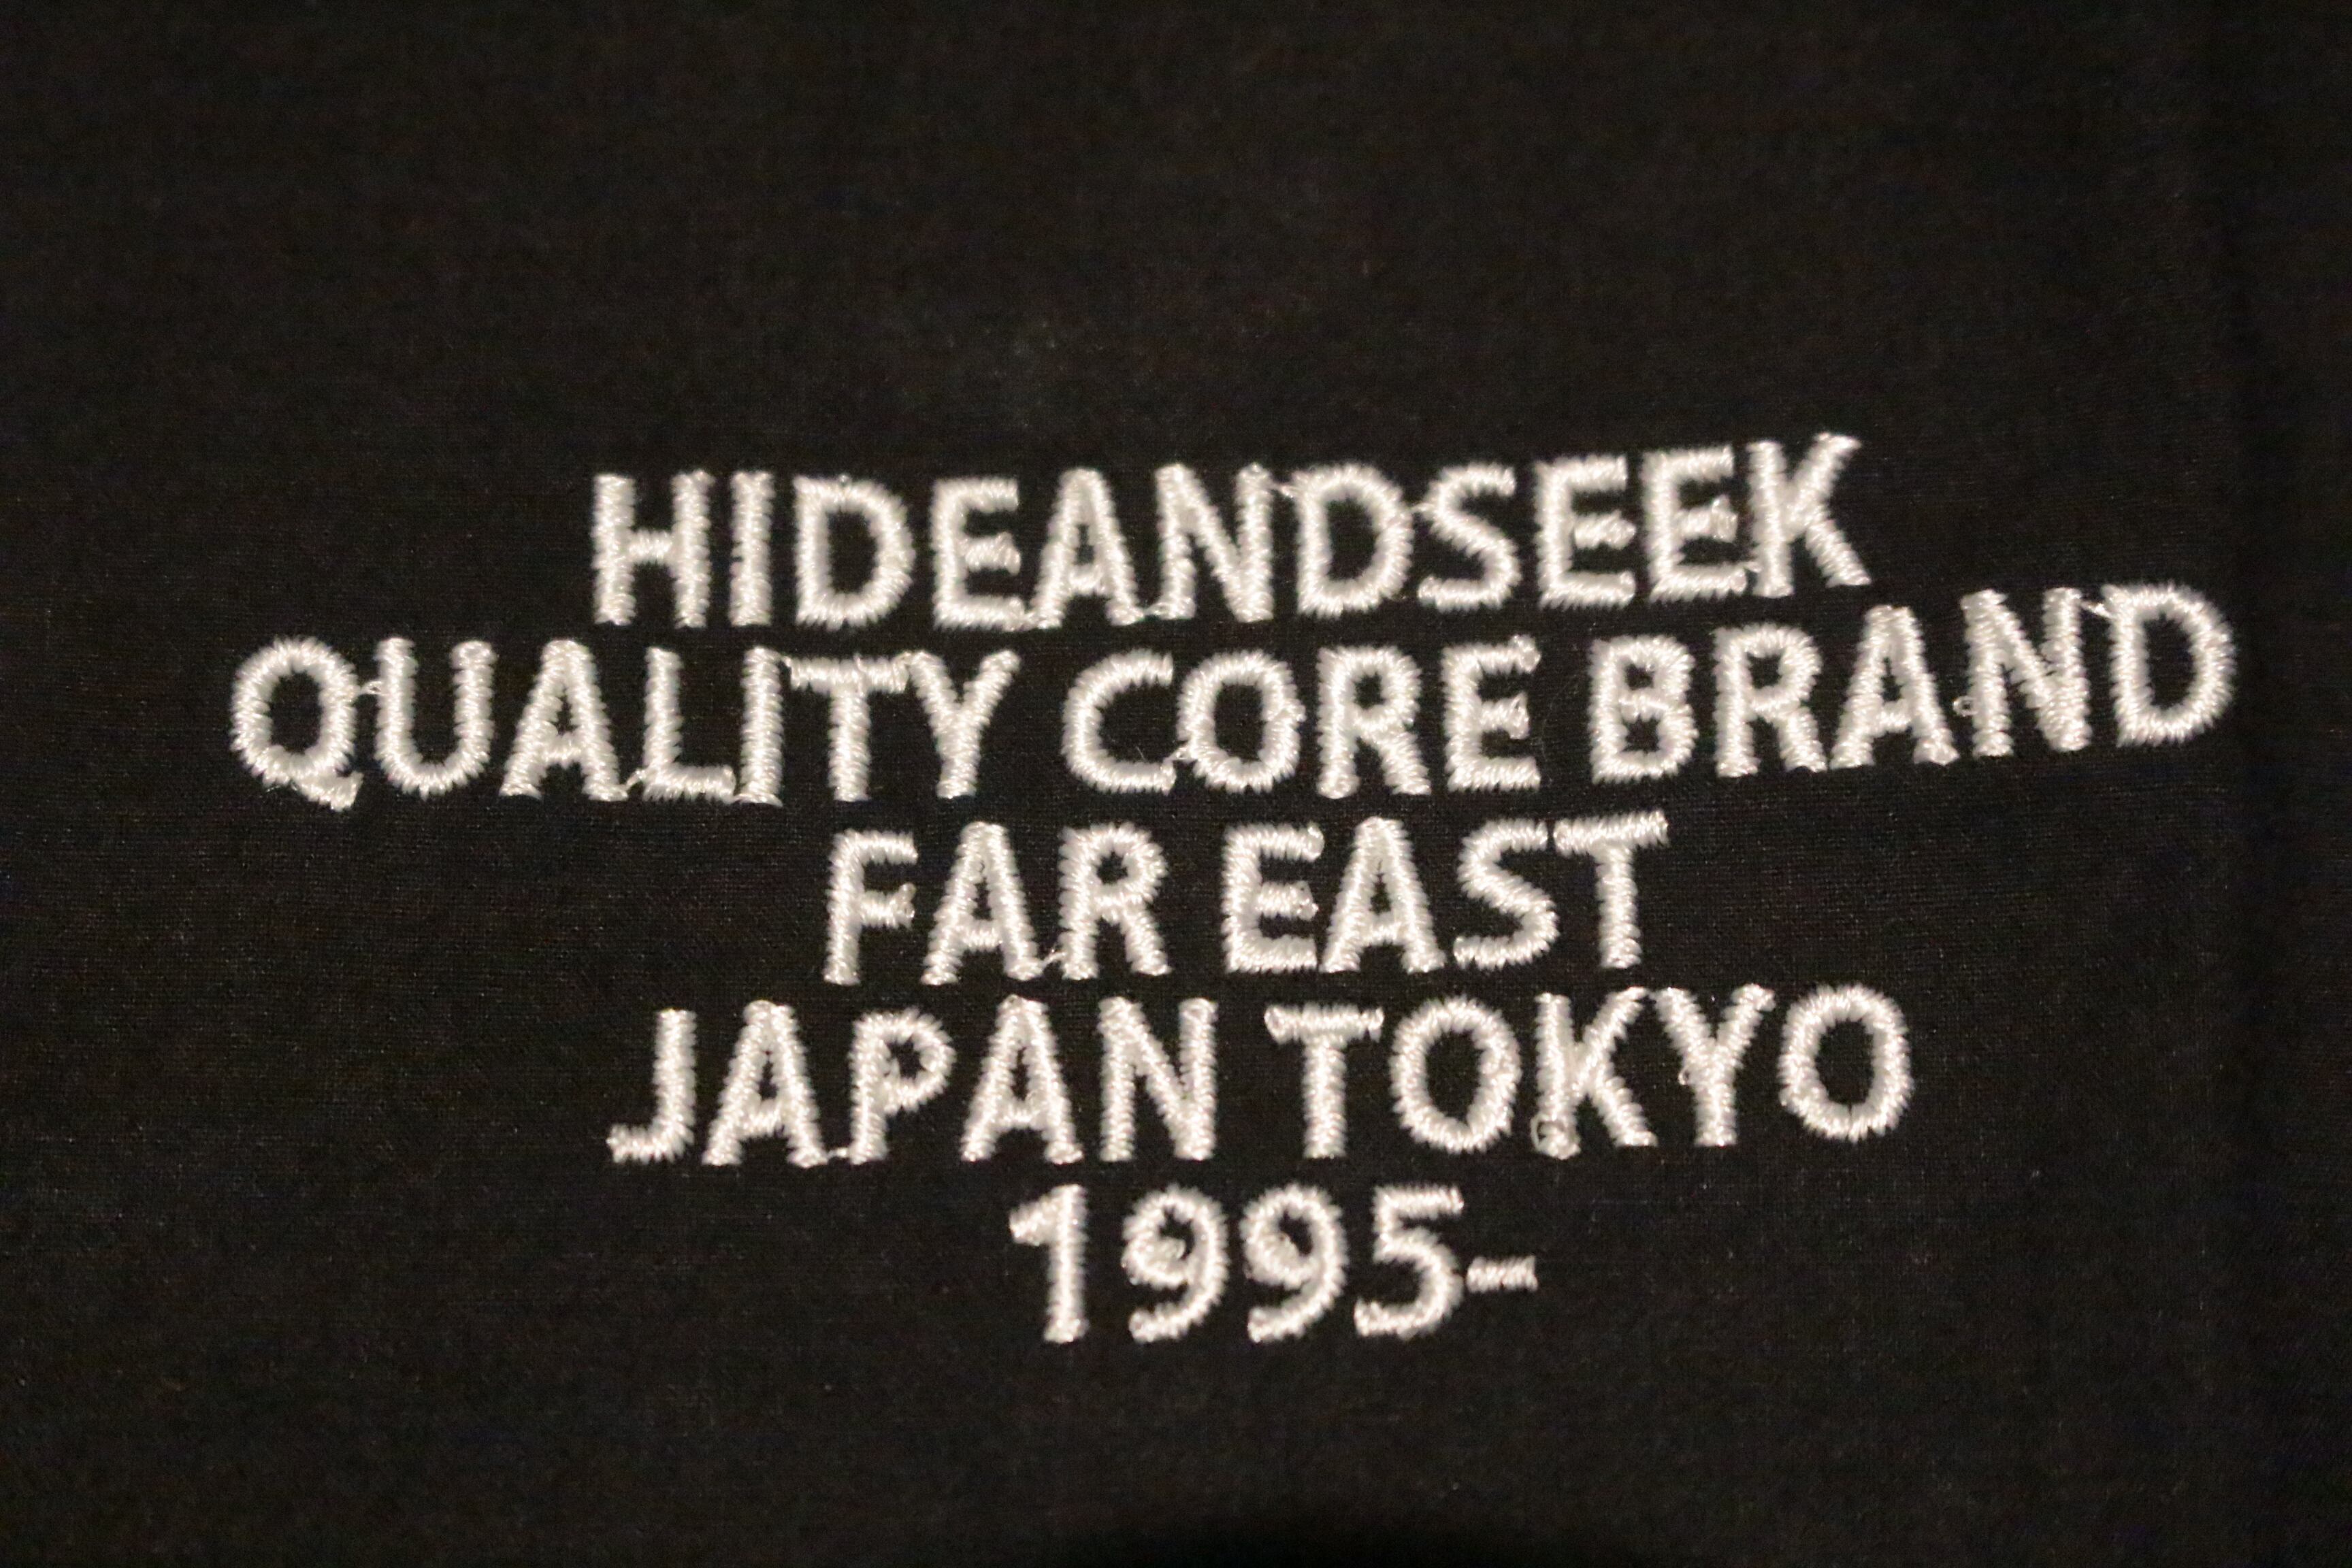 HIDEANDSEEK
QUALITY CORE BRAND
FAR EAST
JAPAN TOKYO
1995-